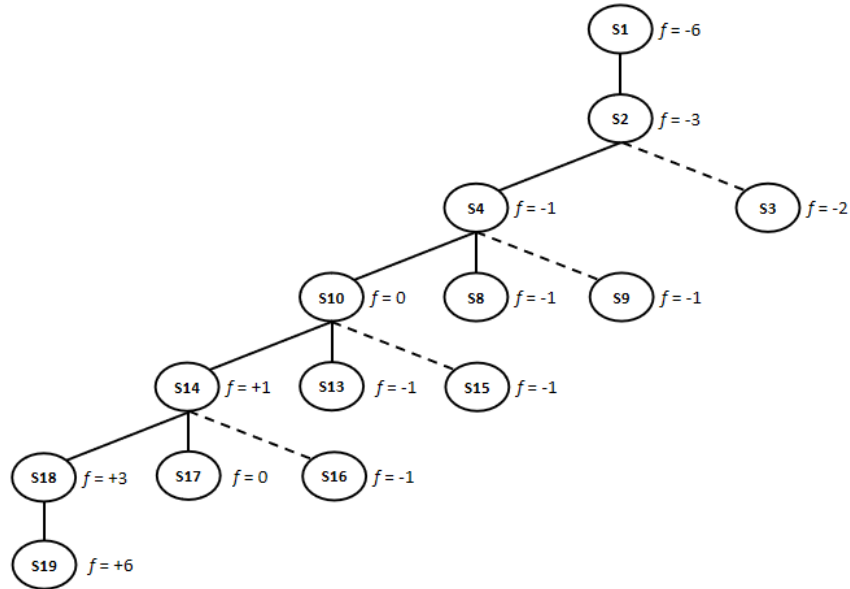 S1 f = -6
S2 f = -3
S4 f = -1 S3 f = -2
S10 f = 0 S8 f = -1 S9 f = -1
S14 f = +1 S13 f = -1 S15 f = -1
S18 f = +3 S17 f = 0 S16 f = -1
S19 f = +6